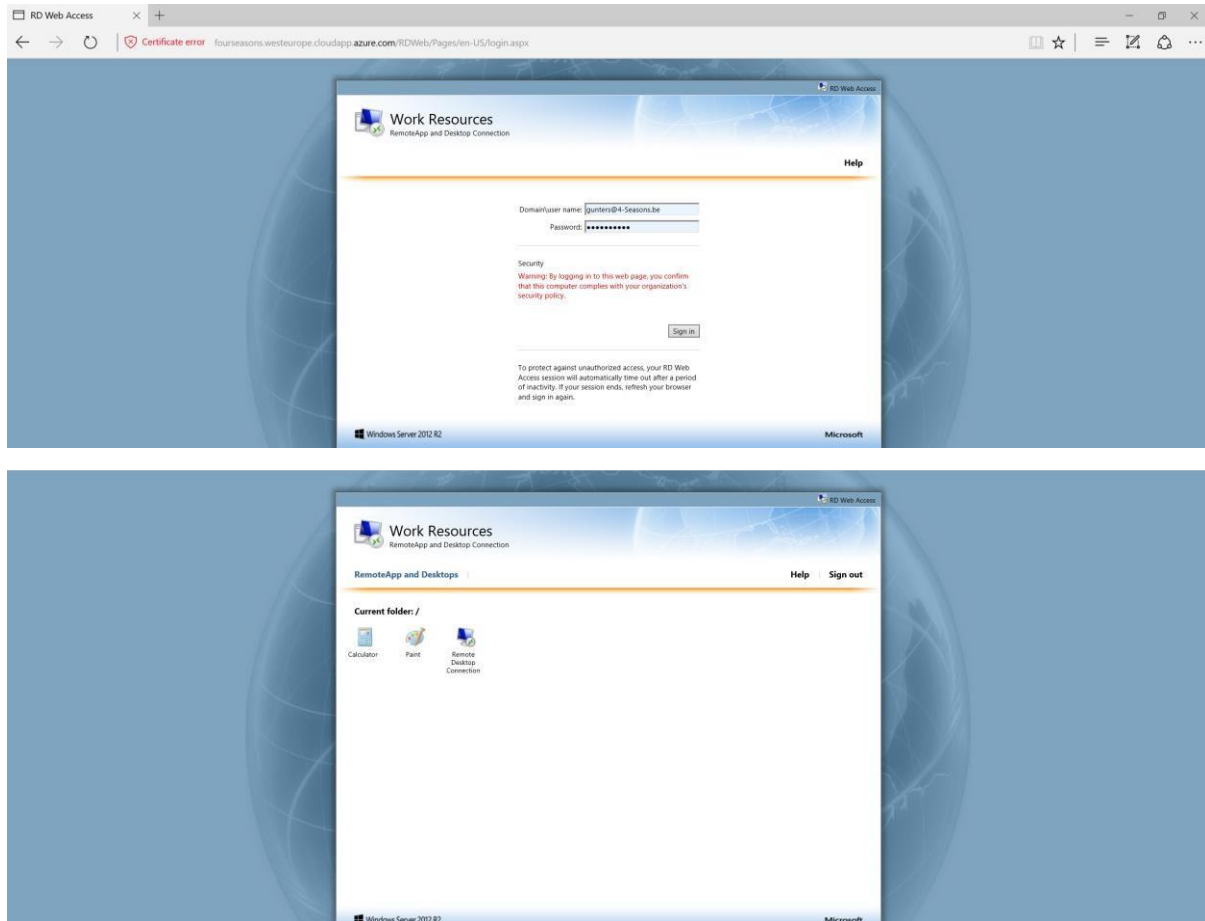 RD Web Access
Certificate error fourseasons.westeurope.cloudapp.azure.com/RDWeb/Pages/en-US/login.aspx
RD Web Access
Work Resources
RemoteApp and Desktop Connection
Help
Domain\user name: gunters@4-Seasons.be
Password: ••••••••••
Security
Warning: By logging in to this web page, you confirm
that this computer complies with your organization's
security policy.
Sign in
To protect against unauthorized access, your RD Web
Access session will automatically time out after a period
of inactivity. If your session ends, refresh your browser
and sign in again.
Windows Server 2012 R2 Microsoft
RD Web Access
Work Resources
RemoteApp and Desktop Connection
RemoteApp and Desktops Help Sign out
Current folder: /
Calculator Paint Remote
Desktop
Connection
Windows Server 2012 R2 Microsoft